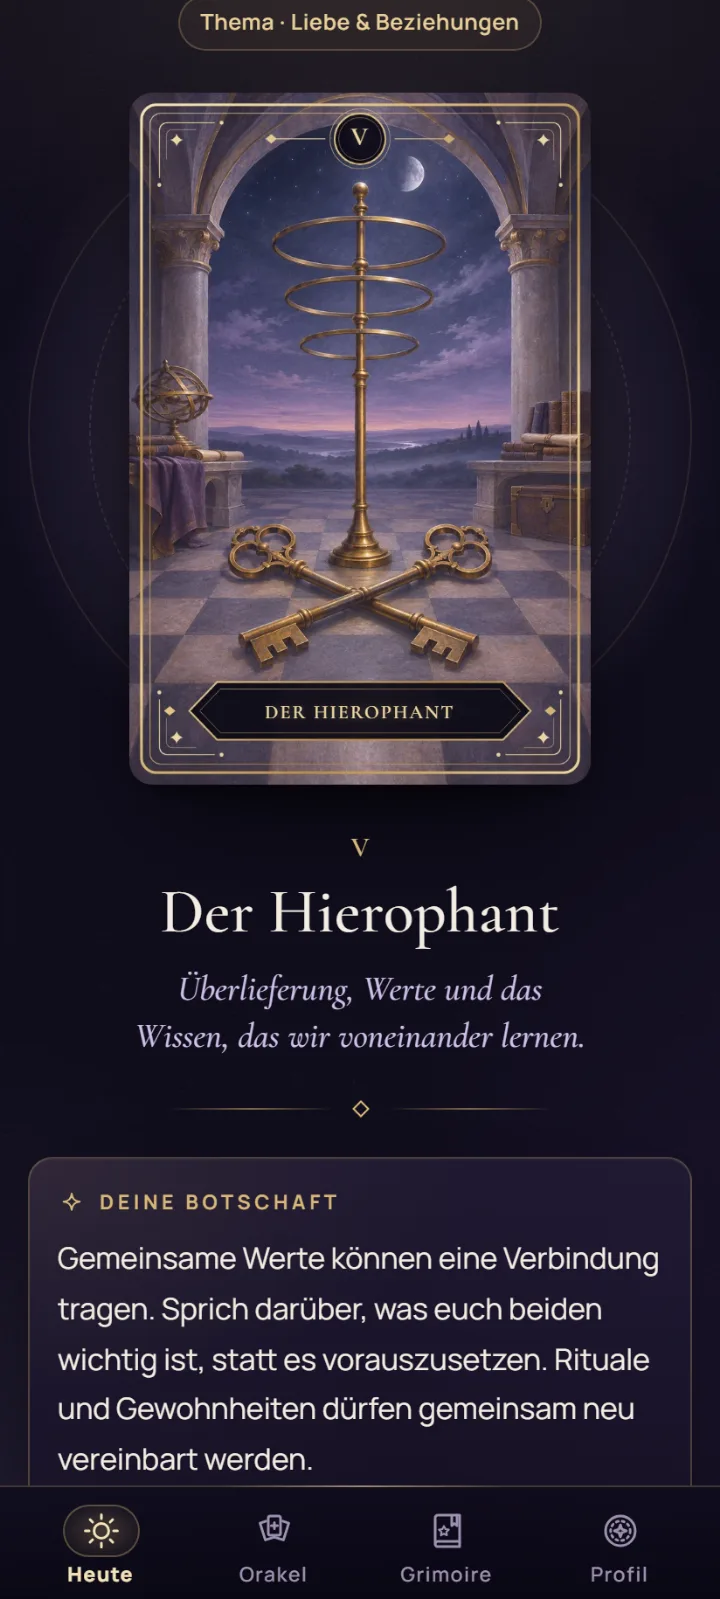 Thema · Liebe & Beziehungen
V
DER HIEROPHANT
V
Der Hierophant
Überlieferung, Werte und das
Wissen, das wir voneinander lernen.
DEINE BOTSCHAFT
Gemeinsame Werte können eine Verbindung
tragen. Sprich darüber, was euch beiden
wichtig ist, statt es vorauszusetzen. Rituale
und Gewohnheiten dürfen gemeinsam neu
vereinbart werden.
Heute
Orakel
Grimoire
Profil